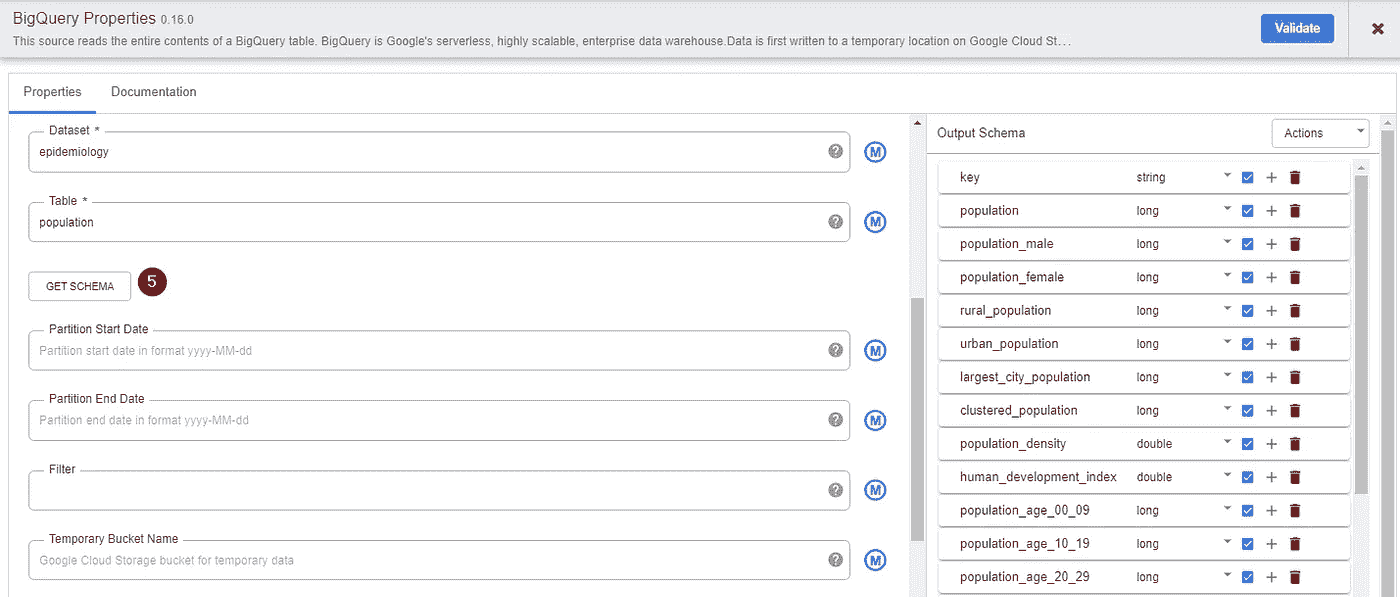 BigQuery Properties 0.16.0
This source reads the entire contents of a BigQuery table. BigQuery is Google's serverless, highly scalable, enterprise data warehouse.Data is first written to a temporary location on Google Cloud St...
Validate
Properties
Documentation
Dataset *
epidemiology
M
Table *
population
M
GET SCHEMA
5
Partition Start Date
Partition start date in format yyyy-MM-dd
M
Partition End Date
Partition end date in format yyyy-MM-dd
M
Filter
M
Temporary Bucket Name
Google Cloud Storage bucket for temporary data
M
Output Schema
Actions
key string
population long
population_male long
population_female long
rural_population long
urban_population long
largest_city_population long
clustered_population long
population_density double
human_development_index double
population_age_00_09 long
population_age_10_19 long
population_age_20_29 long